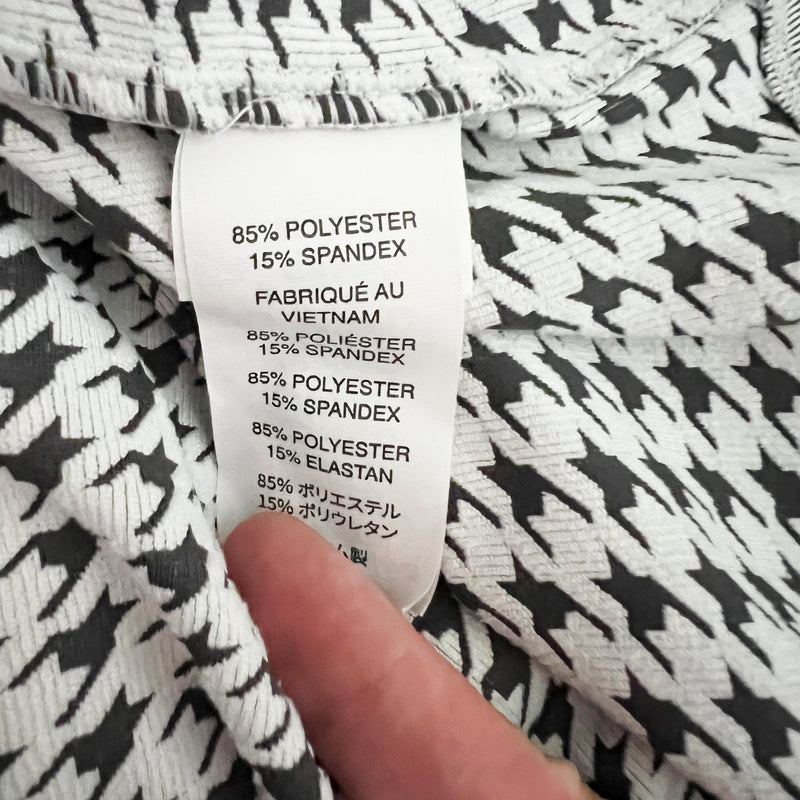 85% POLYESTER
15% SPANDEX
FABRIQUÉ AU
VIETNAM
85% POLIÉSTER
15% SPANDEX
85% POLYESTER
15% SPANDEX
85% POLYESTER
15% ELASTAN
85% ポリエステル
15% ポリウレタン